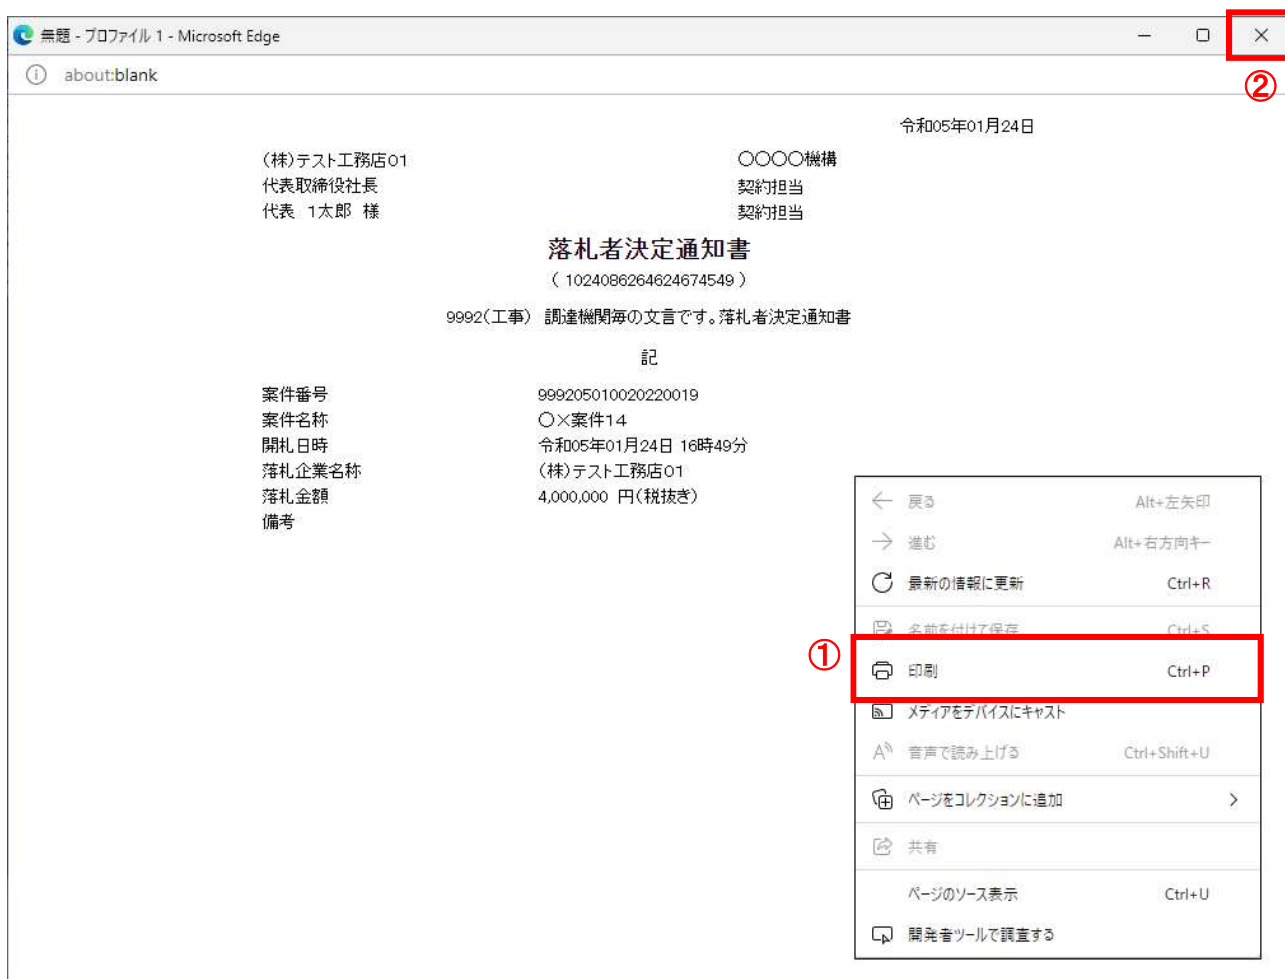 無題 - プロファイル 1 - Microsoft Edge
②
about:blank
令和05年01月24日
(株)テスト工務店01
〇〇〇〇機構
代表取締役社長
契約担当
代表 1太郎 様
契約担当
落札者決定通知書
( 1024086264624674549 )
9992(工事) 調達機関毎の文言です。落札者決定通知書
記
案件番号 999205010020220019
案件名称 〇×案件14
開札日時 令和05年01月24日 16時49分
落札企業名称 (株)テスト工務店01
落札金額 4,000,000 円(税抜き)
備考
戻る Alt+左矢印
進む Alt+右方向キー
最新の情報に更新 Ctrl+R
名前を付けて保存 Ctrl+S
①
印刷 Ctrl+P
メディアをデバイスにキャスト
音声で読み上げる Ctrl+Shift+U
ページをコレクションに追加
共有
ページのソース表示 Ctrl+U
開発者ツールで調査する